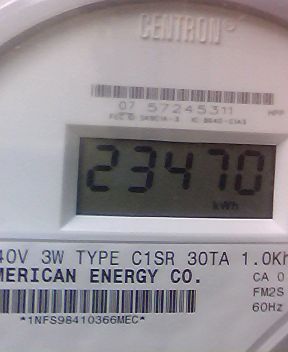 CENTRON®
07 57245311
23470
kWh
40V 3W TYPE C1SR 30TA 1.0Kh
MERICAN ENERGY CO.
CA 0
FM2S
60Hz
*1NFS98410366MEC*